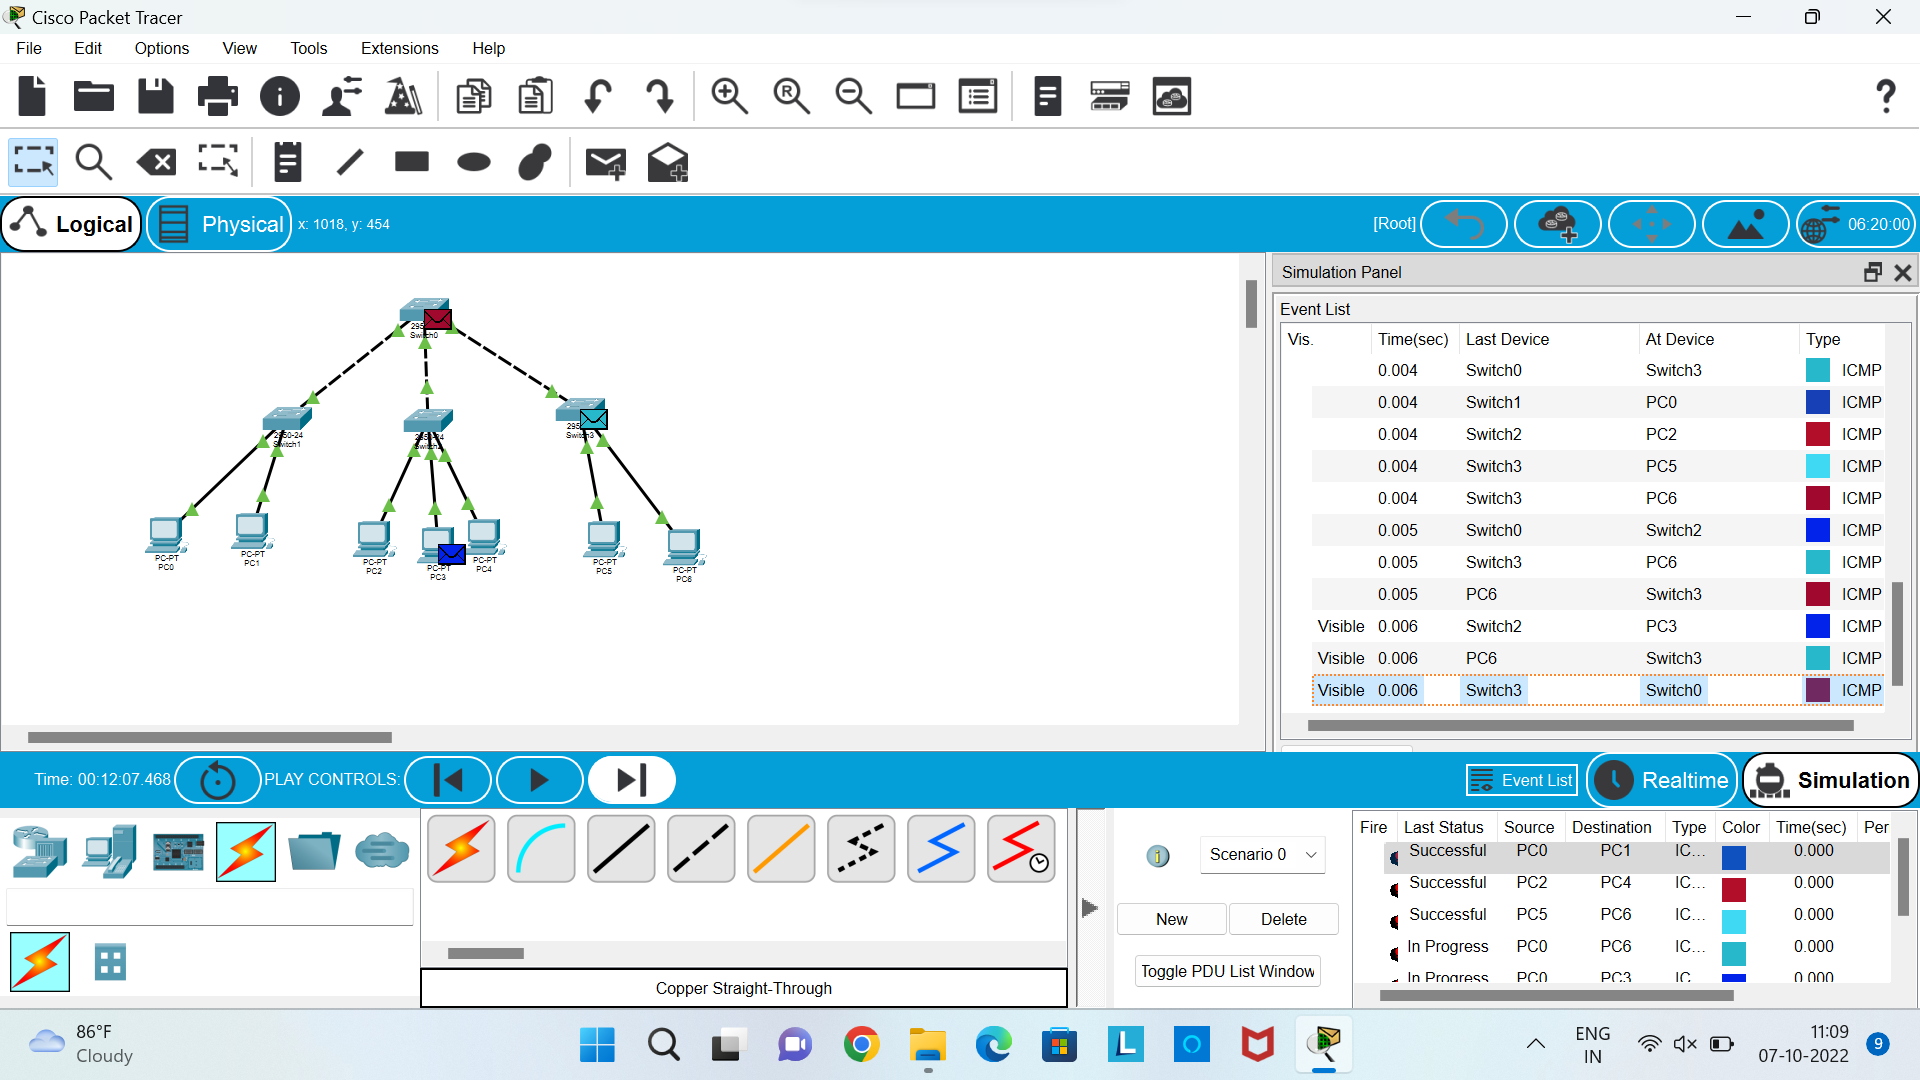 Cisco Packet Tracer
File Edit Options View Tools Extensions Help
Logical Physical x: 1018, y: 454 [Root] 06:20:00
Simulation Panel
Event List
Vis. Time(sec) Last Device At Device Type
0.004 Switch0 Switch3 ICMP
0.004 Switch1 PC0 ICMP
0.004 Switch2 PC2 ICMP
0.004 Switch3 PC5 ICMP
0.004 Switch3 PC6 ICMP
0.005 Switch0 Switch2 ICMP
0.005 Switch3 PC6 ICMP
0.005 PC6 Switch3 ICMP
Visible 0.006 Switch2 PC3 ICMP
Visible 0.006 PC6 Switch3 ICMP
Visible 0.006 Switch3 Switch0 ICMP
Switch0
2950-24
Switch1
Switch3
PC-PT
PC0
PC-PT
PC1
PC-PT
PC2
PC-PT
PC3
PC-PT
PC4
PC-PT
PC5
PC-PT
PC6
Time: 00:12:07.468 PLAY CONTROLS: Event List Realtime Simulation
Copper Straight-Through
Scenario 0
New Delete
Toggle PDU List Window
Fire Last Status Source Destination Type Color Time(sec) Per
Successful PC0 PC1 IC... 0.000
Successful PC2 PC4 IC... 0.000
Successful PC5 PC6 IC... 0.000
In Progress PC0 PC6 IC... 0.000
In Progress PC0 PC3 IC 0.000
86°F
Cloudy
ENG
IN
11:09
07-10-2022
9